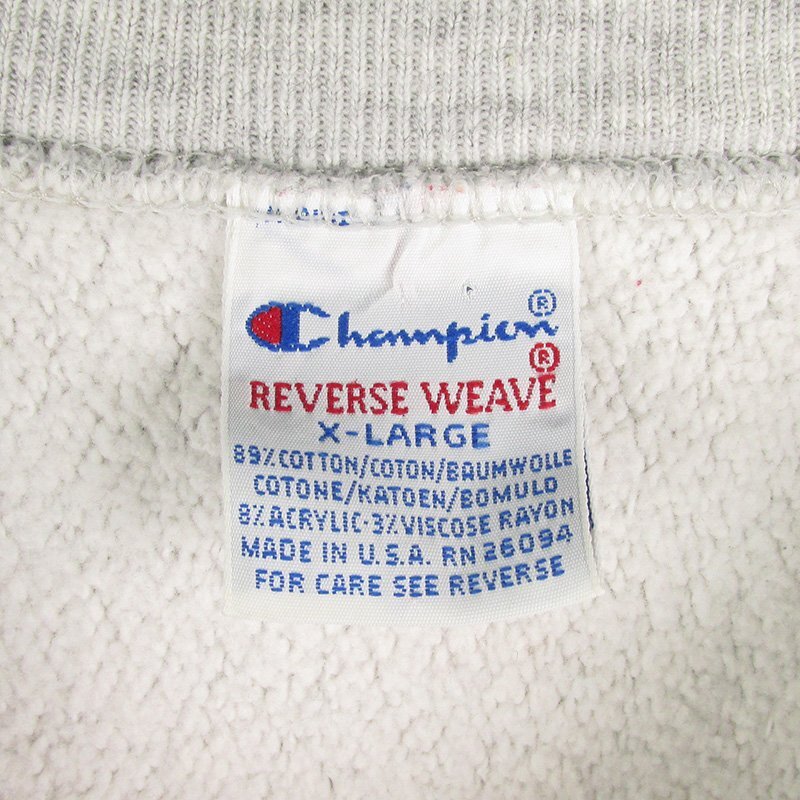 Champion ®
REVERSE WEAVE ®
X-LARGE
89% COTTON/COTON/BAUMWOLLE
COTONE/KATOEN/BOMULD
8% ACRYLIC-3% VISCOSE RAYON
MADE IN U.S.A. RN 26094
FOR CARE SEE REVERSE